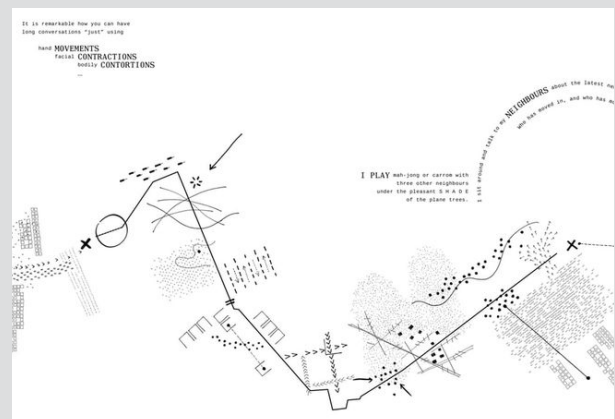 It is remarkable how you can have
long conversations "just" using
hand MOVEMENTS
facial CONTRACTIONS
bodily CONTORTIONS
I PLAY mah-jong or carrom with
three other neighbours
under the pleasant S H A D E
of the plane trees.
I sit around and talk to my NEIGHBOURS about the latest
Who has moved in, and who has